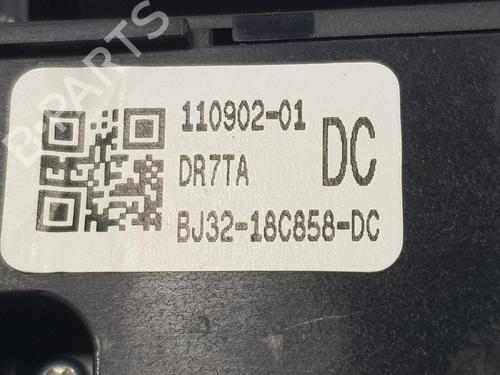 B-PARTS
110902-01
DR7TA
DC
BJ32-18C858-DC